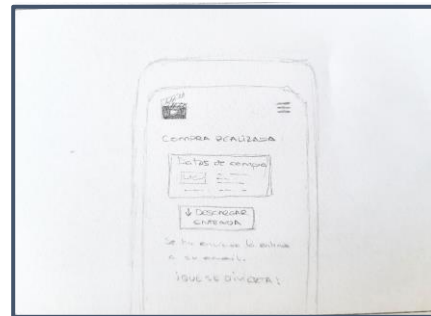 COMPRA REALIZADA
Datos de compra
DESCARGAR
ENTRADA
Se ha enviado la entrada
a su email.
¡QUE SE DIVIERTA!